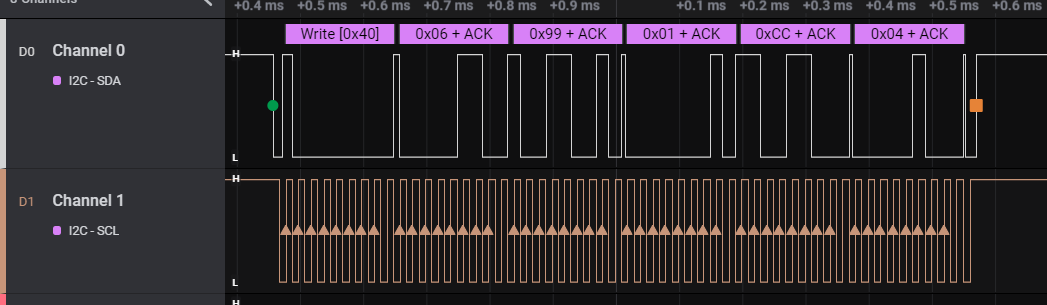 +0.4 ms +0.5 ms +0.6 ms +0.7 ms +0.8 ms +0.9 ms +0.1 ms +0.2 ms +0.3 ms +0.4 ms +0.5 ms +0.6 ms
Write [0x40] 0x06 + ACK 0x99 + ACK 0x01 + ACK 0xCC + ACK 0x04 + ACK
D0 Channel 0
I2C - SDA
H
L
D1 Channel 1
I2C - SCL
H
L
H